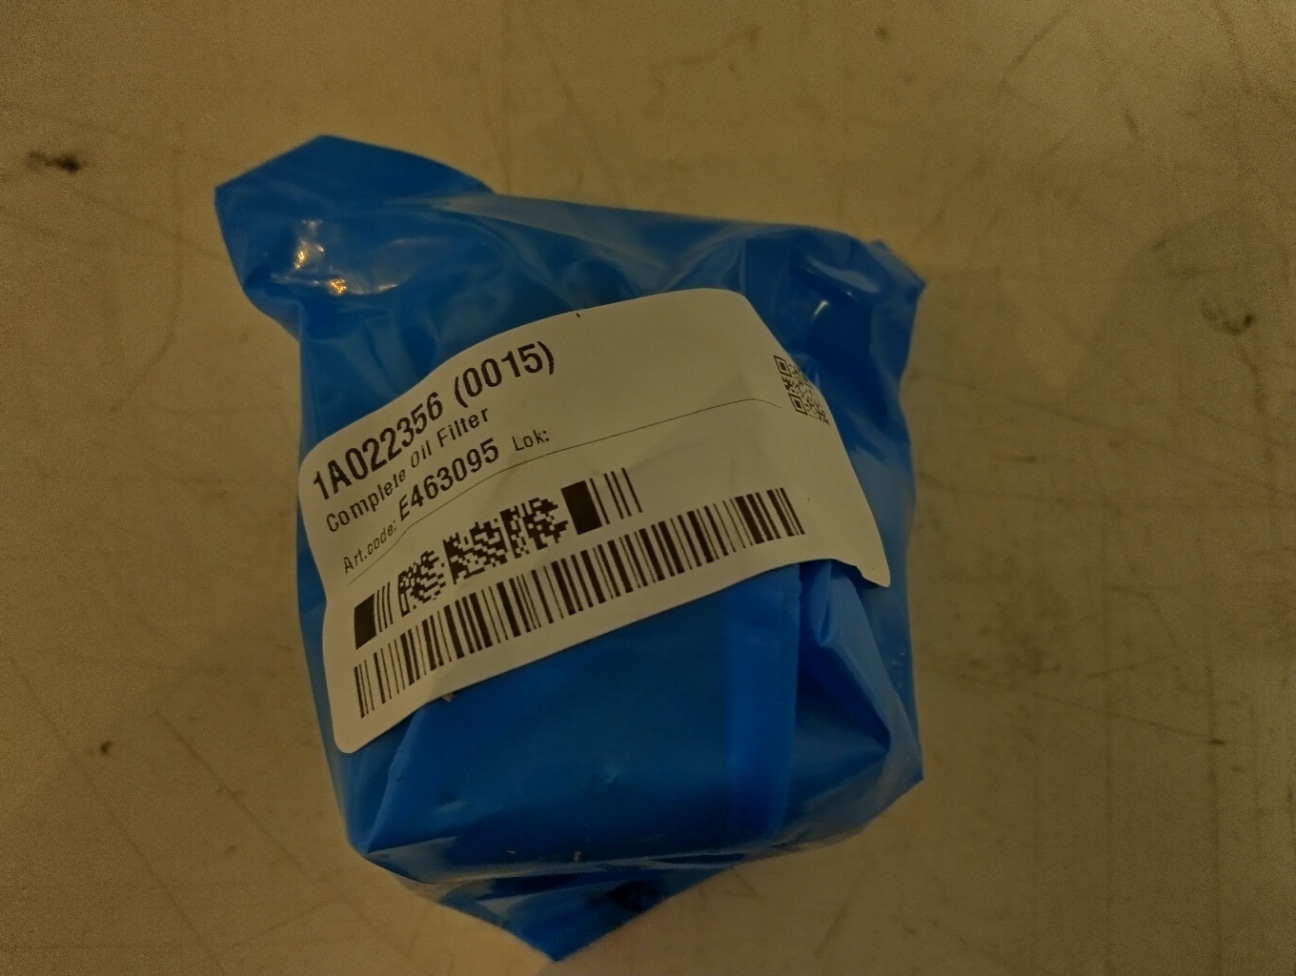 1A022356 (0015)
Complete Oil Filter
Art.code: E463095 Lok: